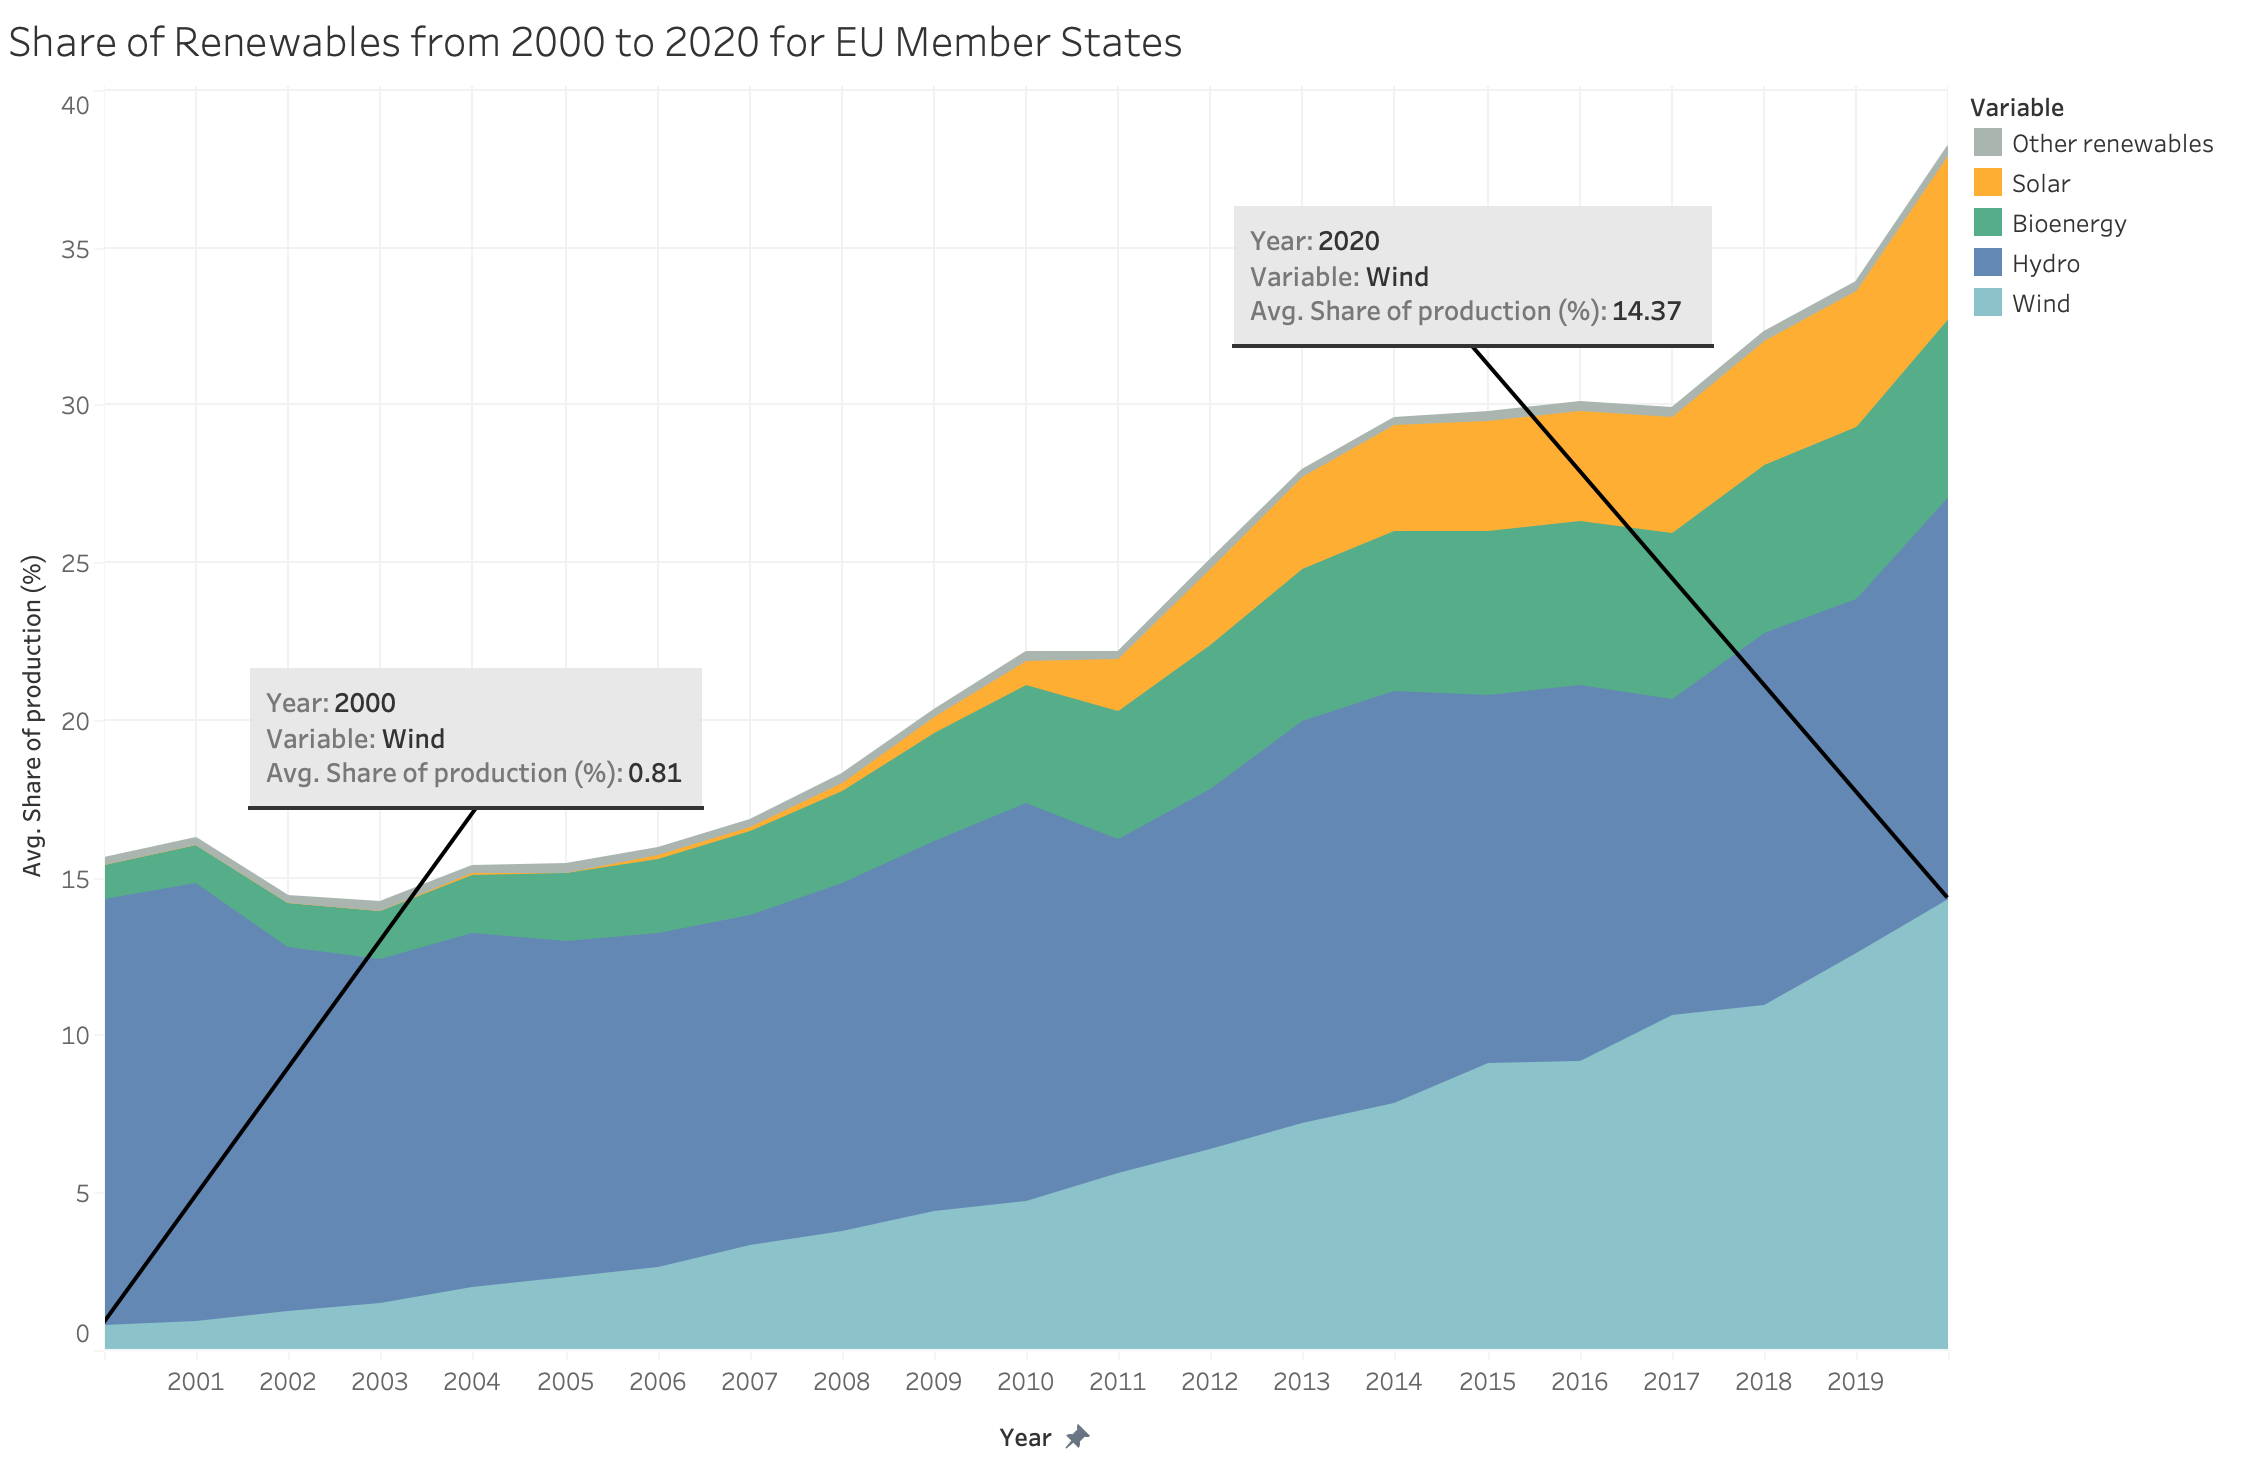 Share of Renewables from 2000 to 2020 for EU Member States
40
35
30
25
20
15
10
5
0
Avg. Share of production (%)
Year: 2000
Variable: Wind
Avg. Share of production (%): 0.81
Year: 2020
Variable: Wind
Avg. Share of production (%): 14.37
Variable
Other renewables
Solar
Bioenergy
Hydro
Wind
2001 2002 2003 2004 2005 2006 2007 2008 2009 2010 2011 2012 2013 2014 2015 2016 2017 2018 2019
Year